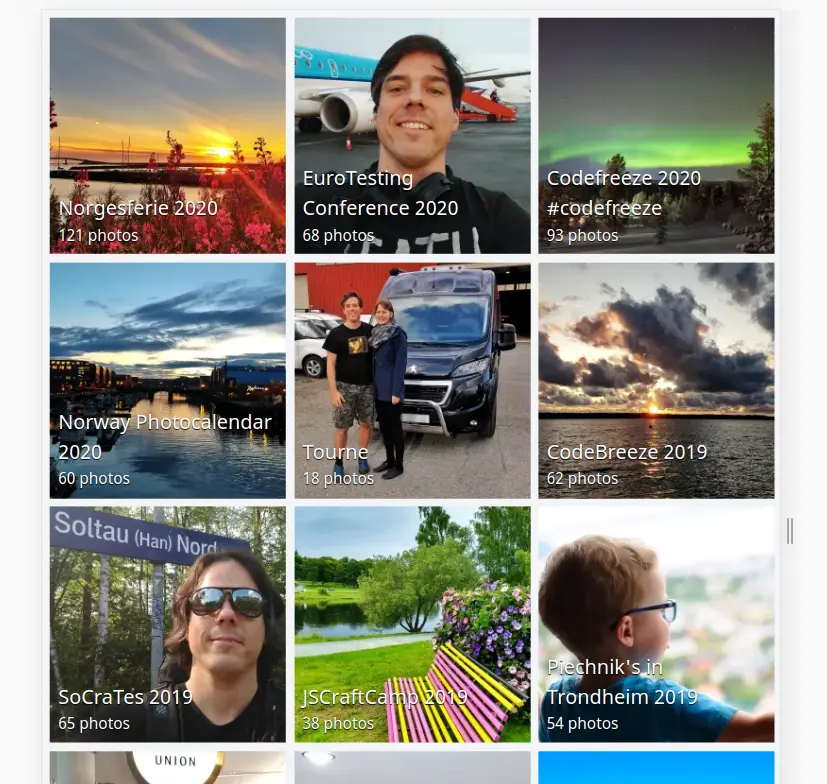 Norgesferie 2020
121 photos
EuroTesting
Conference 2020
68 photos
Codefreeze 2020
#codefreeze
93 photos
Norway Photocalendar
2020
60 photos
Tourne
18 photos
CodeBreeze 2019
62 photos
Soltau (Han) Nord
SoCraTes 2019
65 photos
JSCraftCamp 2019
38 photos
Piechnik's in
Trondheim 2019
54 photos
UNION